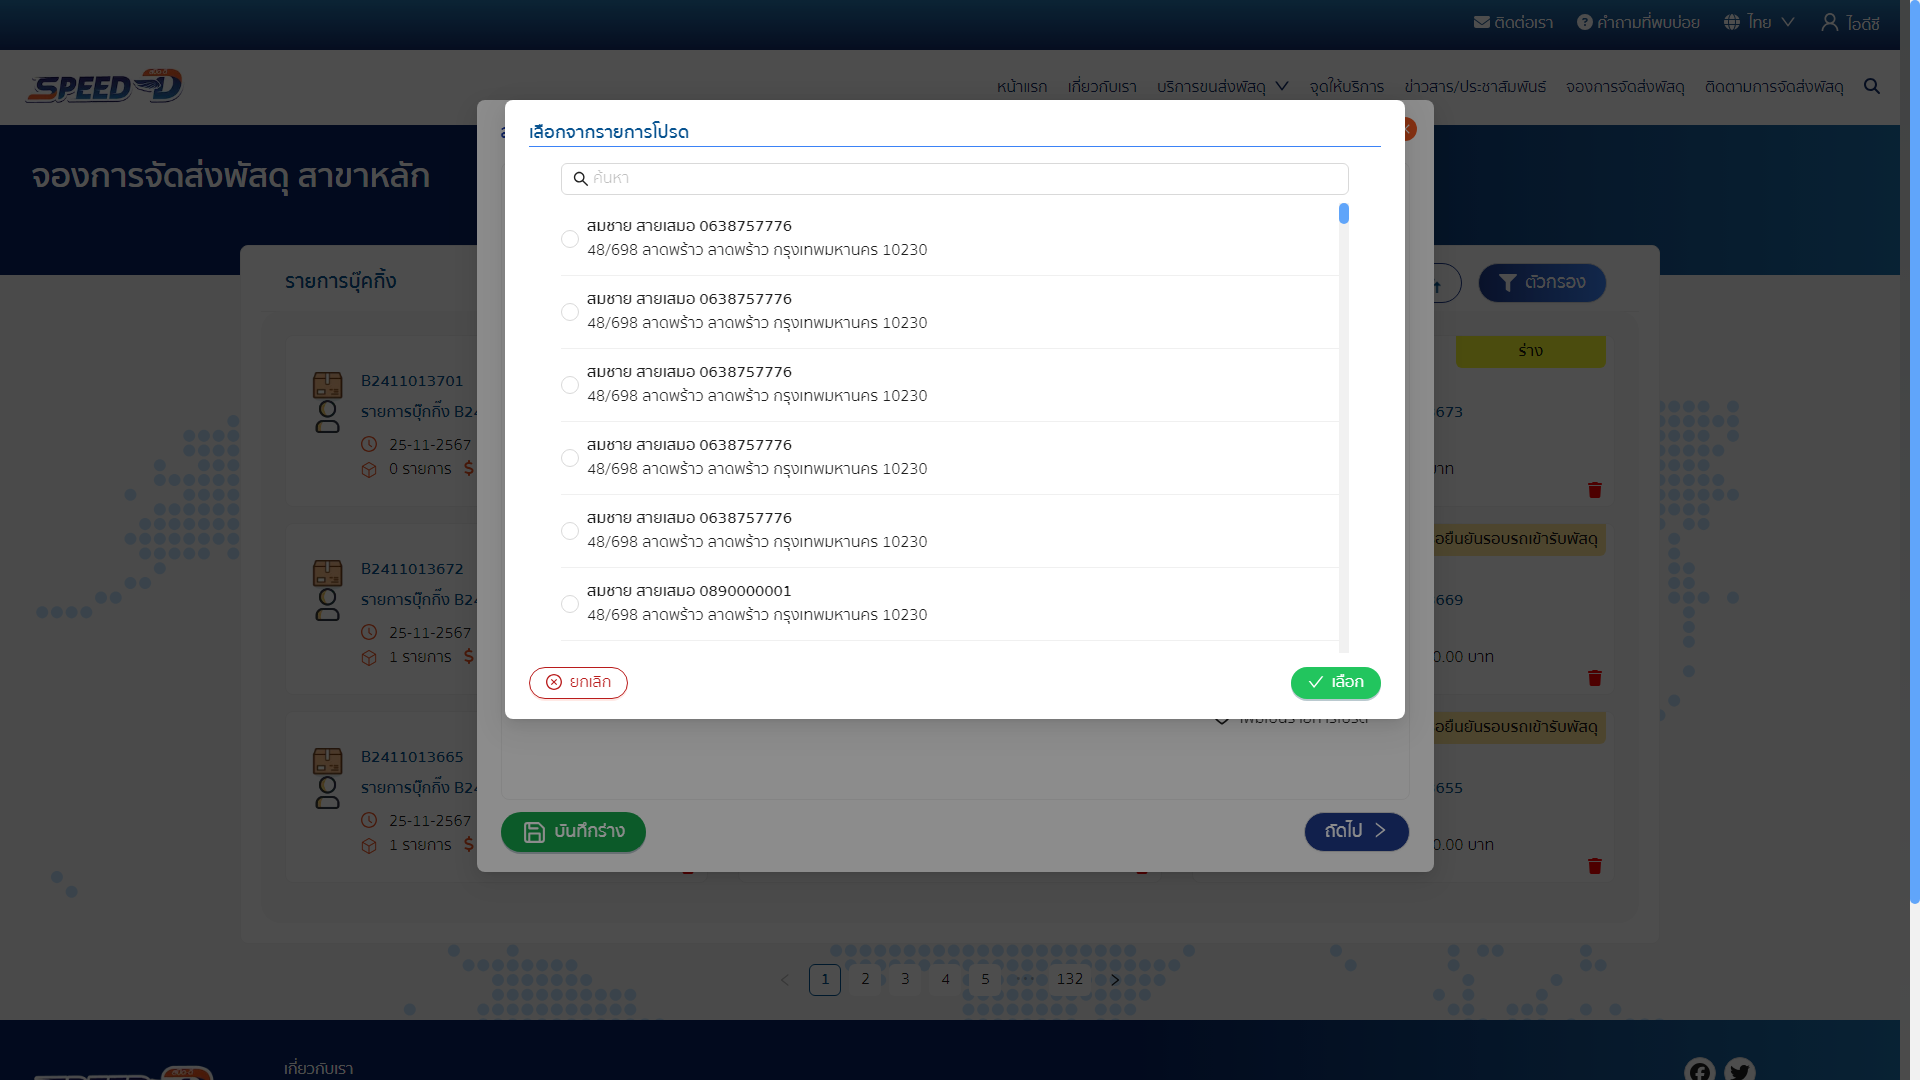 ติดต่อเรา
คำถามที่พบบ่อย
ไทย
ไอดีซี
SPEED-D
หน้าแรก
เกี่ยวกับเรา
บริการขนส่งพัสดุ
จุดให้บริการ
ข่าวสาร/ประชาสัมพันธ์
จองการจัดส่งพัสดุ
ติดตามการจัดส่งพัสดุ
จองการจัดส่งพัสดุ สาขาหลัก
เลือกจากรายการโปรด
ค้นหา
สมชาย สายเสมอ 0638757776
48/698 ลาดพร้าว ลาดพร้าว กรุงเทพมหานคร 10230
สมชาย สายเสมอ 0638757776
48/698 ลาดพร้าว ลาดพร้าว กรุงเทพมหานคร 10230
สมชาย สายเสมอ 0638757776
48/698 ลาดพร้าว ลาดพร้าว กรุงเทพมหานคร 10230
สมชาย สายเสมอ 0638757776
48/698 ลาดพร้าว ลาดพร้าว กรุงเทพมหานคร 10230
สมชาย สายเสมอ 0638757776
48/698 ลาดพร้าว ลาดพร้าว กรุงเทพมหานคร 10230
สมชาย สายเสมอ 0890000001
48/698 ลาดพร้าว ลาดพร้าว กรุงเทพมหานคร 10230
ยกเลิก
เลือก
บันทึกร่าง
ถัดไป
รายการบุ๊คกิ้ง
ตัวกรอง
B2411013701
รายการบุ๊กกิ๊ง B24
25-11-2567
0 รายการ
ร่าง
673
บาท
B2411013672
รายการบุ๊กกิ๊ง B24
25-11-2567
1 รายการ
อยืนยันรอบรถเข้ารับพัสดุ
669
0.00 บาท
B2411013665
รายการบุ๊กกิ๊ง B24
25-11-2567
1 รายการ
อยืนยันรอบรถเข้ารับพัสดุ
655
0.00 บาท
1 2 3 4 5 ••• 132
เกี่ยวกับเรา